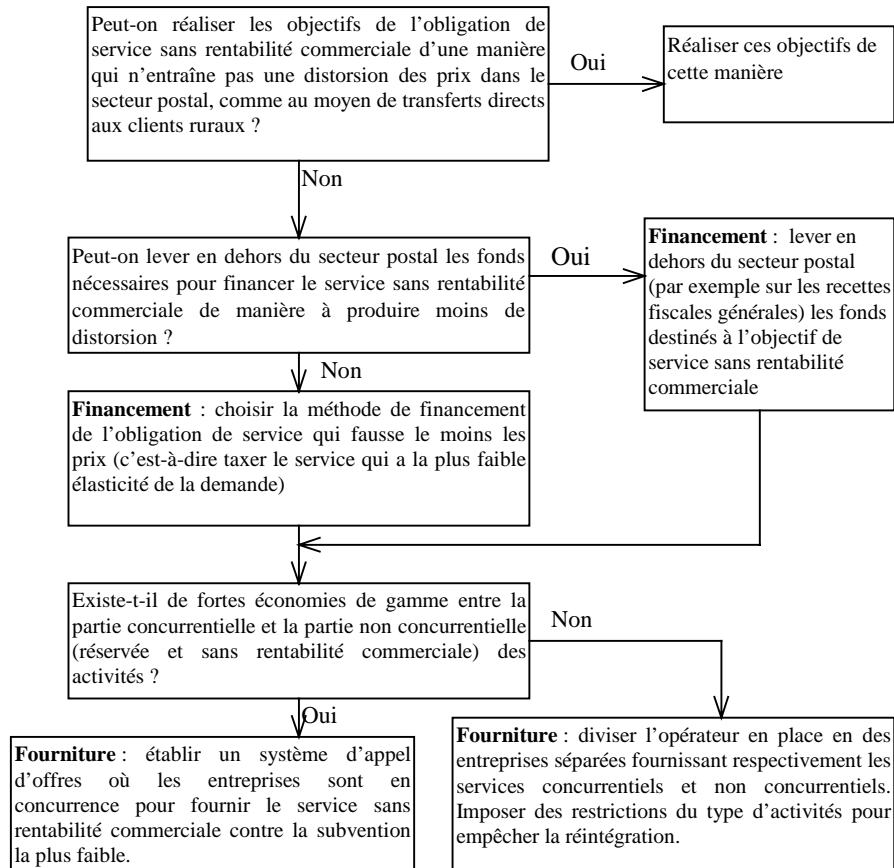 Peut-on réaliser les objectifs de l’obligation de
service sans rentabilité commerciale d’une manière
qui n’entraîne pas une distorsion des prix dans le
secteur postal, comme au moyen de transferts directs
aux clients ruraux ?
Oui
Réaliser ces objectifs de
cette manière
Non
Peut-on lever en dehors du secteur postal les fonds
nécessaires pour financer le service sans rentabilité
commerciale de manière à produire moins de
distorsion ?
Oui
Financement : lever en
dehors du secteur postal
(par exemple sur les recettes
fiscales générales) les fonds
destinés à l’objectif de
service sans rentabilité
commerciale
Non
Financement : choisir la méthode de financement
de l’obligation de service qui fausse le moins les
prix (c’est-à-dire taxer le service qui a la plus faible
élasticité de la demande)
Existe-t-il de fortes économies de gamme entre la
partie concurrentielle et la partie non concurrentielle
(réservée et sans rentabilité commerciale) des
activités ?
Non
Oui
Fourniture : établir un système d’appel
d’offres où les entreprises sont en
concurrence pour fournir le service sans
rentabilité commerciale contre la subvention
la plus faible.
Fourniture : diviser l’opérateur en place en des
entreprises séparées fournissant respectivement les
services concurrentiels et non concurrentiels.
Imposer des restrictions du type d’activités pour
empêcher la réintégration.